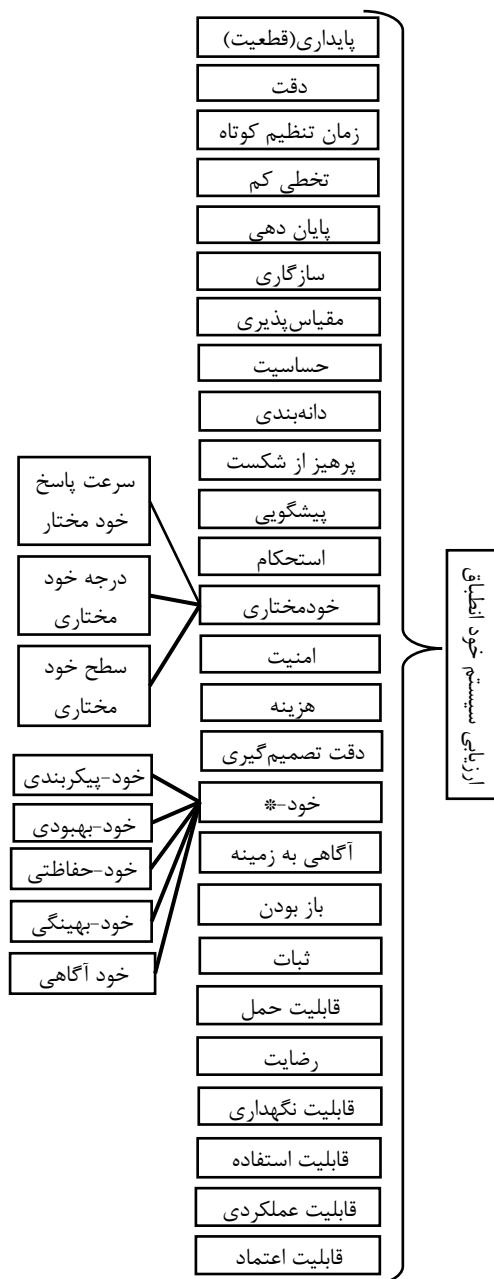 ارزیابی سیستم خود انطباق
پایداری(قطعیت)
دقت
زمان تنظیم کوتاه
تخطی کم
پایان دهی
سازگاری
مقیاس‌پذیری
حساسیت
دانه‌بندی
پرهیز از شکست
پیشگویی
استحکام
خودمختاری
سرعت پاسخ
خود مختار
درجه خود
مختاری
سطح خود
مختاری
امنیت
هزینه
دقت تصمیم‌گیری
خود-*
خود-پیکربندی
خود-بهبودی
خود-حفاظتی
خود-بهینگی
خود آگاهی
آگاهی به زمینه
باز بودن
ثبات
قابلیت حمل
رضایت
قابلیت نگهداری
قابلیت استفاده
قابلیت عملکردی
قابلیت اعتماد